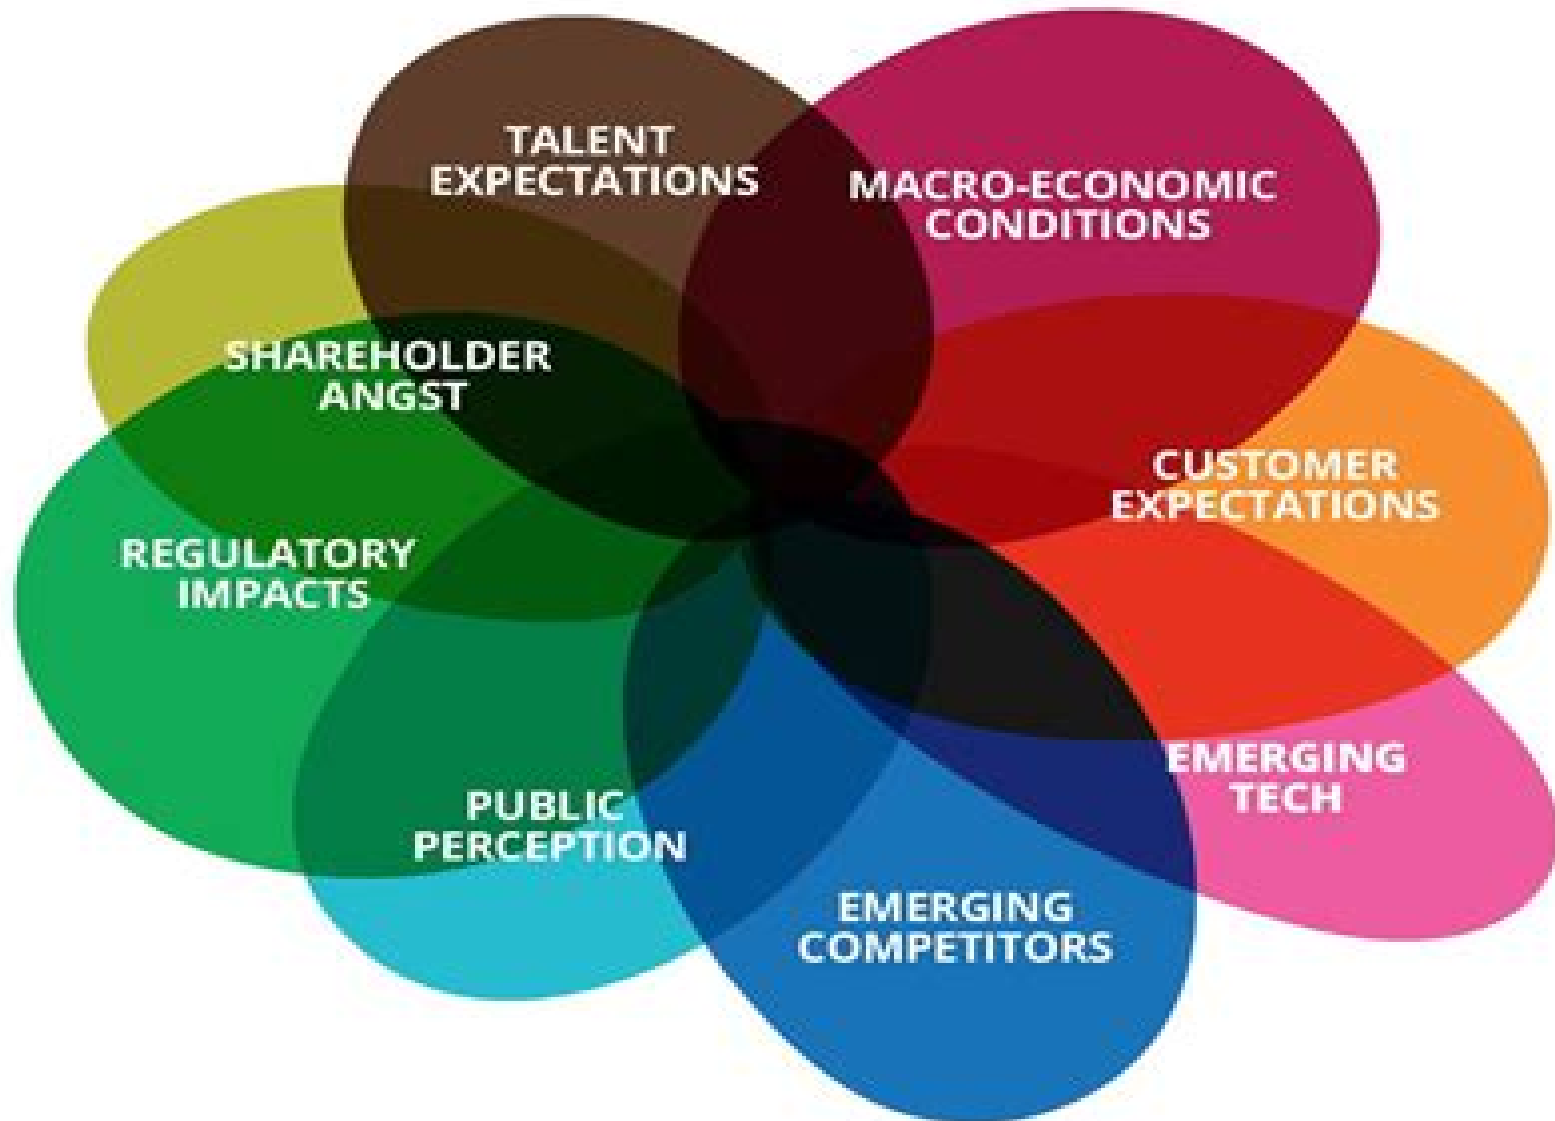 TALENT
EXPECTATIONS
MACRO-ECONOMIC
CONDITIONS
SHAREHOLDER
ANGST
CUSTOMER
EXPECTATIONS
REGULATORY
IMPACTS
EMERGING
TECH
PUBLIC
PERCEPTION
EMERGING
COMPETITORS